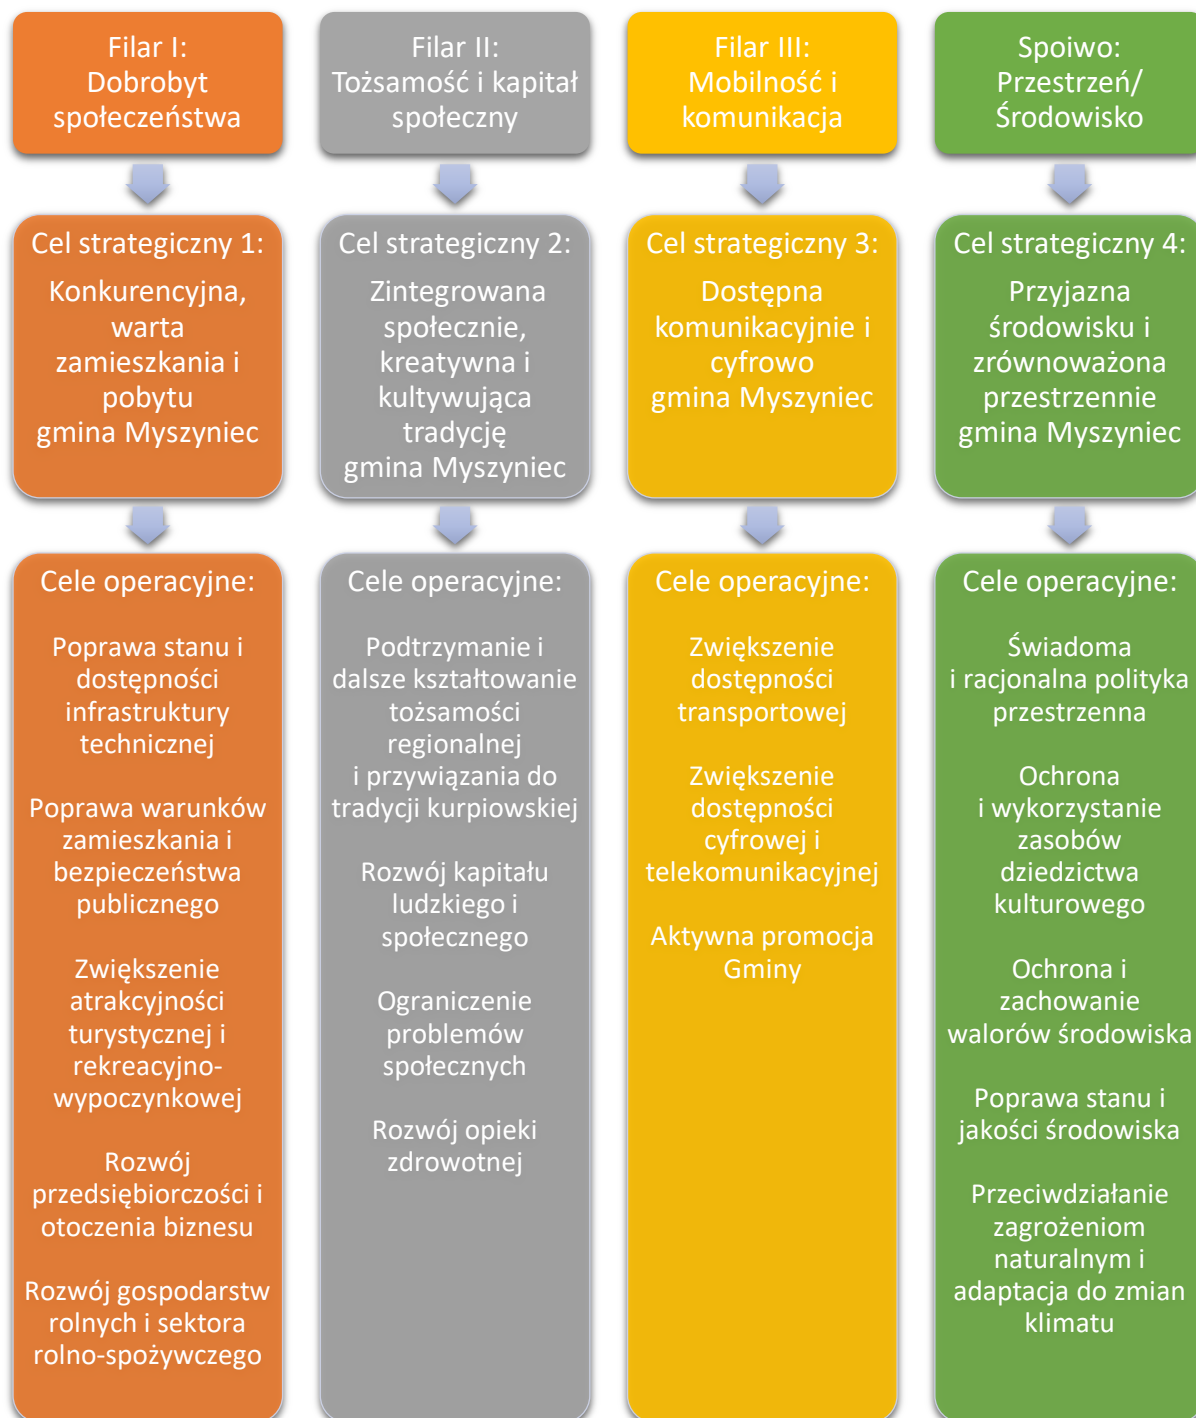 Filar I:
Dobrobyt
społeczeństwa
Filar II:
Tożsamość i kapitał
społeczny
Filar III:
Mobilność i
komunikacja
Spoiwo:
Przestrzeń/
Środowisko
Cel strategiczny 1:
Konkurencyjna,
warta
zamieszkania i
pobytu
gmina Myszyniec
Cel strategiczny 2:
Zintegrowana
społecznie,
kreatywna i
kultywująca
tradycję
gmina Myszyniec
Cel strategiczny 3:
Dostępna
komunikacyjnie i
cyfrowo
gmina Myszyniec
Cel strategiczny 4:
Przyjazna
środowisku i
zrównoważona
przestrzennie
gmina Myszyniec
Cele operacyjne:
Poprawa stanu i
dostępności
infrastruktury
technicznej
Poprawa warunków
zamieszkania i
bezpieczeństwa
publicznego
Zwiększenie
atrakcyjności
turystycznej i
rekreacyjno-
wypoczynkowej
Rozwój
przedsiębiorczości i
otoczenia biznesu
Rozwój gospodarstw
rolnych i sektora
rolno-spożywczego
Cele operacyjne:
Podtrzymanie i
dalsze kształtowanie
tożsamości
regionalnej
i przywiązania do
tradycji kurpiowskiej
Rozwój kapitału
ludzkiego i
społecznego
Ograniczenie
problemów
społecznych
Rozwój opieki
zdrowotnej
Cele operacyjne:
Zwiększenie
dostępności
transportowej
Zwiększenie
dostępności
cyfrowej i
telekomunikacyjnej
Aktywna promocja
Gminy
Cele operacyjne:
Świadoma
i racjonalna polityka
przestrzenna
Ochrona
i wykorzystanie
zasobów
dziedzictwa
kulturowego
Ochrona i
zachowanie
walorów środowiska
Poprawa stanu i
jakości środowiska
Przeciwdziałanie
zagrożeniom
naturalnym i
adaptacja do zmian
klimatu